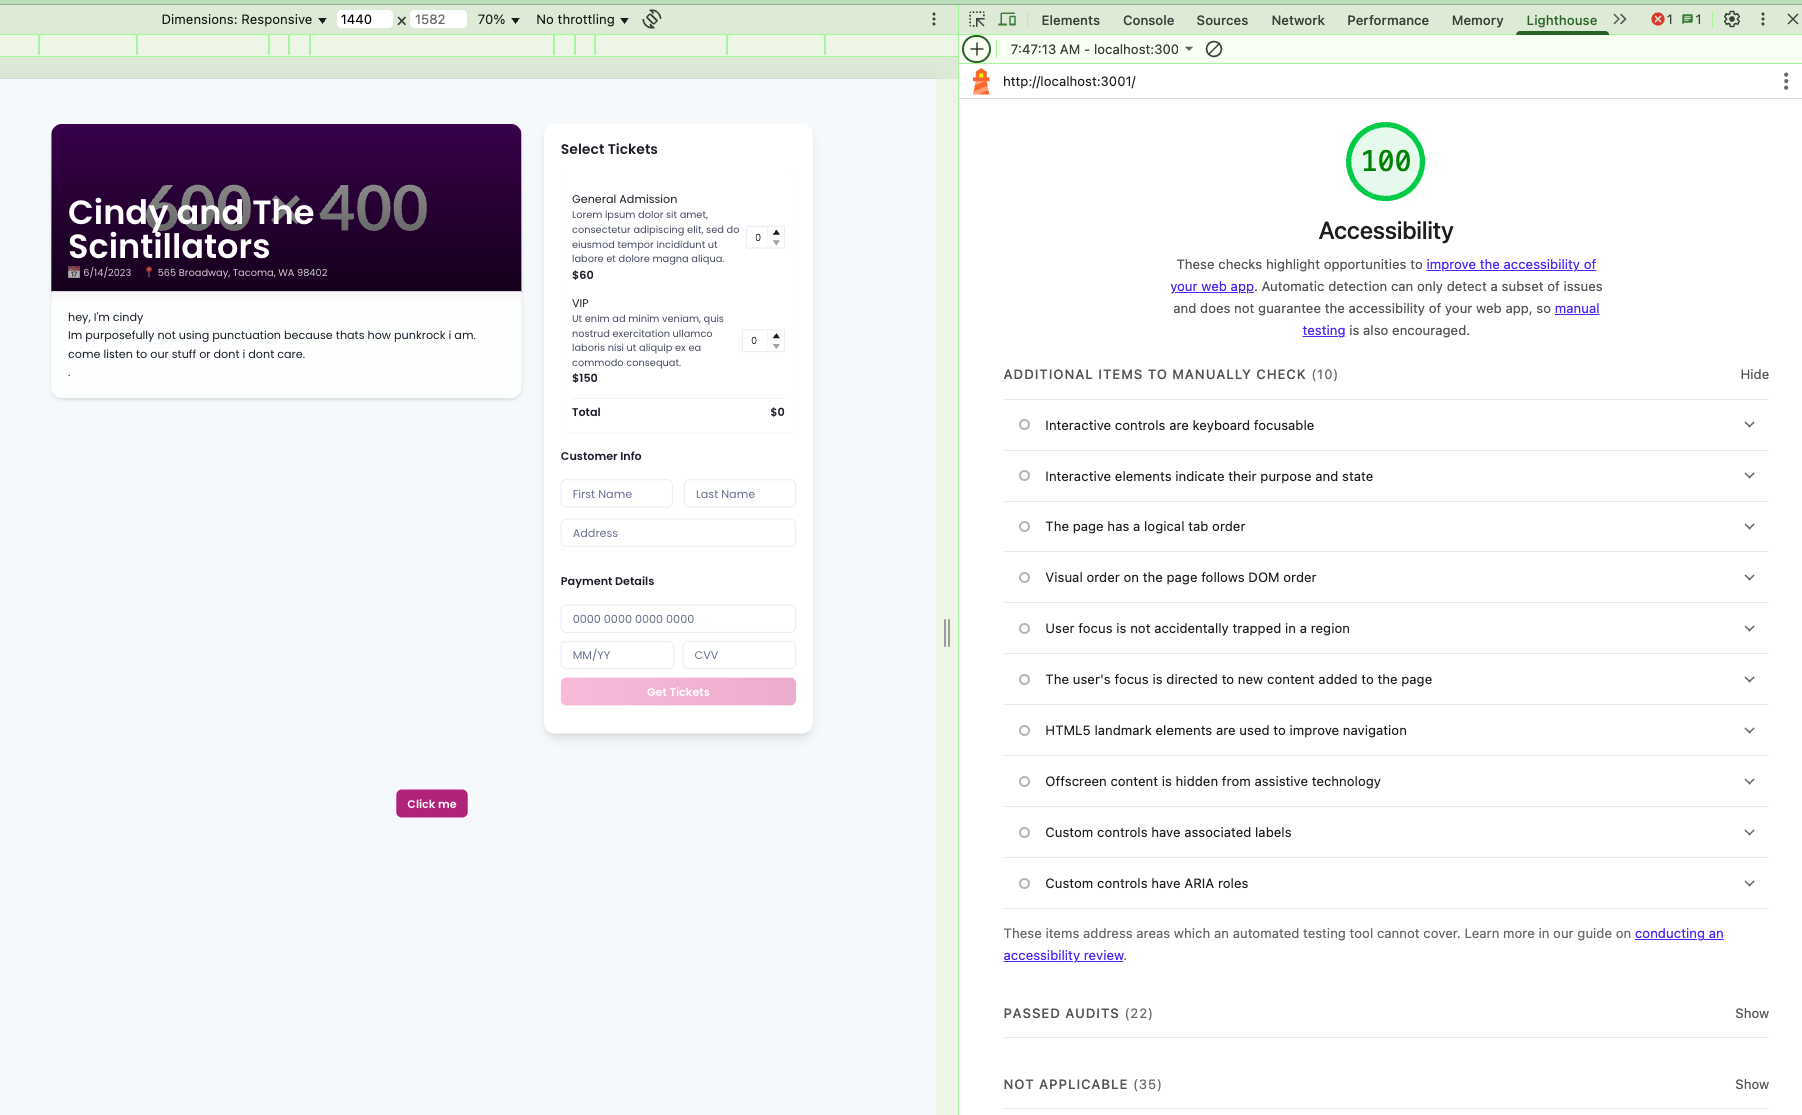 Dimensions: Responsive ▼ 1440 × 1582 70% ▼ No throttling ▼
Elements Console Sources Network Performance Memory Lighthouse 1 1
7:47:13 AM - localhost:300
http://localhost:3001/
600 × 400
Cindy and The
Scintillators
6/14/2023 565 Broadway, Tacoma, WA 98402
hey, I'm cindy
Im purposefully not using punctuation because thats how punkrock i am.
come listen to our stuff or dont i dont care.
.
Select Tickets
General Admission
Lorem ipsum dolor sit amet,
consectetur adipiscing elit, sed do
eiusmod tempor incididunt ut
labore et dolore magna aliqua.
$60
0
VIP
Ut enim ad minim veniam, quis
nostrud exercitation ullamco
laboris nisi ut aliquip ex ea
commodo consequat.
$150
0
Total $0
Customer Info
First Name Last Name
Address
Payment Details
0000 0000 0000 0000
MM/YY CVV
Get Tickets
Click me
100
Accessibility
These checks highlight opportunities to improve the accessibility of
your web app. Automatic detection can only detect a subset of issues
and does not guarantee the accessibility of your web app, so manual
testing is also encouraged.
ADDITIONAL ITEMS TO MANUALLY CHECK (10) Hide
Interactive controls are keyboard focusable
Interactive elements indicate their purpose and state
The page has a logical tab order
Visual order on the page follows DOM order
User focus is not accidentally trapped in a region
The user's focus is directed to new content added to the page
HTML5 landmark elements are used to improve navigation
Offscreen content is hidden from assistive technology
Custom controls have associated labels
Custom controls have ARIA roles
These items address areas which an automated testing tool cannot cover. Learn more in our guide on conducting an
accessibility review.
PASSED AUDITS (22) Show
NOT APPLICABLE (35) Show